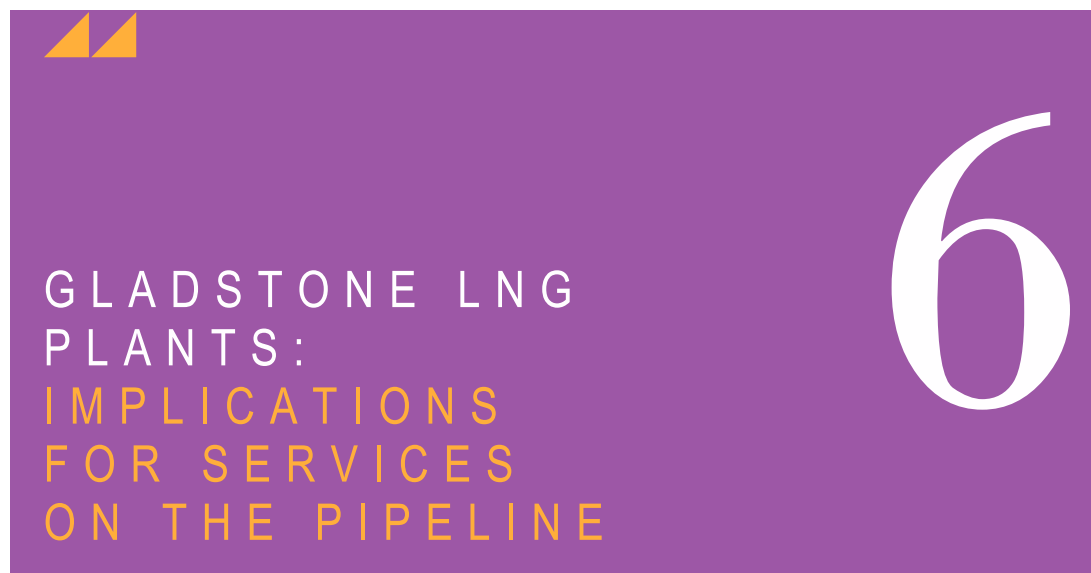 6
GLADSTONE LNG
PLANTS:
IMPLICATIONS
FOR SERVICES
ON THE PIPELINE